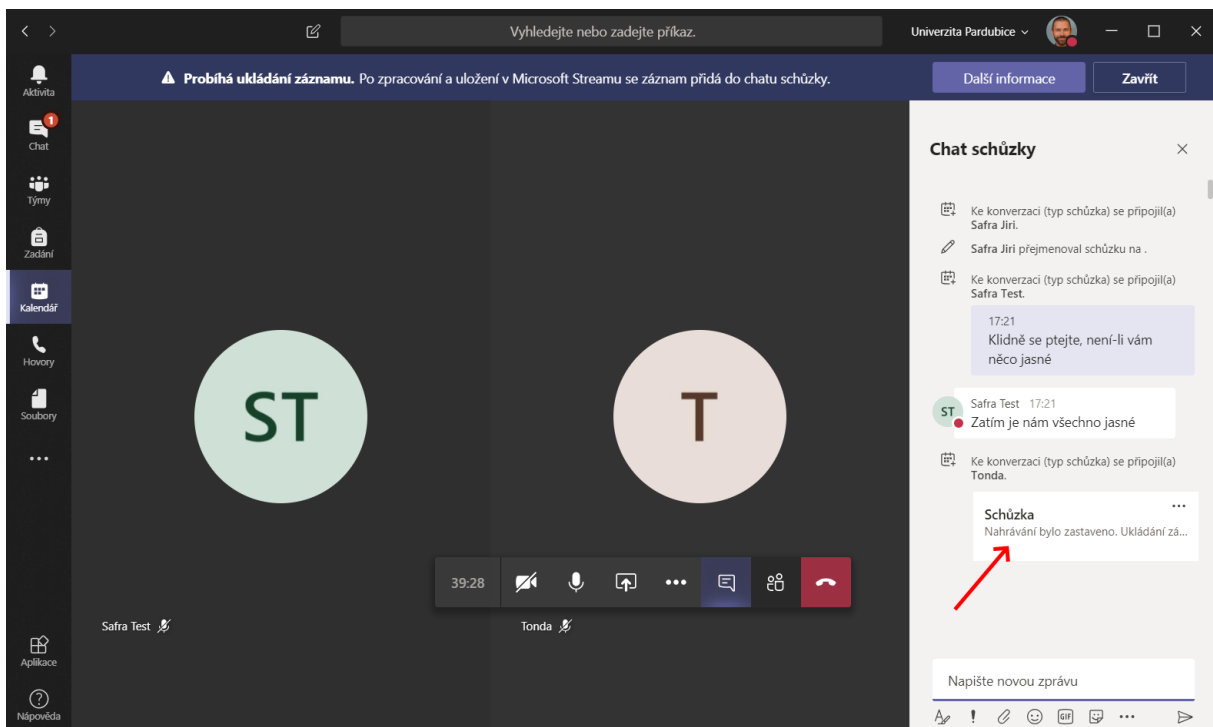 Vyhledejte nebo zadejte příkaz.
Univerzita Pardubice
Aktivita
1
Chat
Týmy
Zadání
Kalendář
Hovory
Soubory
Aplikace
Nápověda
Probíhá ukládání záznamu. Po zpracování a uložení v Microsoft Streamu se záznam přidá do chatu schůzky.
Další informace
Zavřít
ST
T
39:28
Safra Test
Tonda
Chat schůzky
Ke konverzaci (typ schůzka) se připojil(a)
Safra Jiri.
Safra Jiri přejmenoval schůzku na .
Ke konverzaci (typ schůzka) se připojil(a)
Safra Test.
17:21
Klidně se ptejte, není-li vám
něco jasné
ST
Safra Test 17:21
Zatím je nám všechno jasné
Ke konverzaci (typ schůzka) se připojil(a)
Tonda.
Schůzka
Nahrávání bylo zastaveno. Ukládání zá...
Napište novou zprávu
GIF